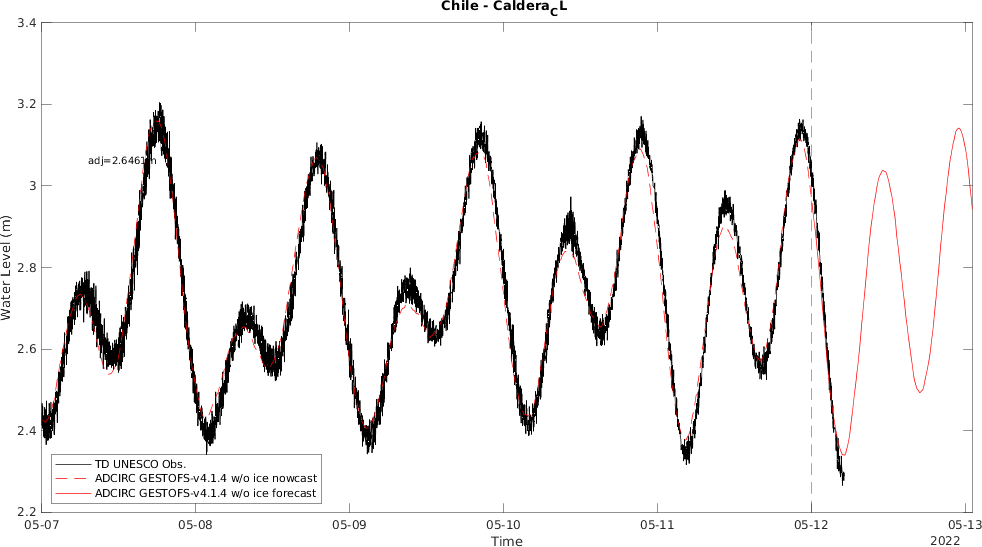 Chile - Caldera_CL
3.4
3.2
3
2.8
2.6
2.4
2.2
Water Level (m)
adj=2.6461m
TD UNESCO Obs.
ADCIRC GESTOFS-v4.1.4 w/o ice nowcast
ADCIRC GESTOFS-v4.1.4 w/o ice forecast
05-07 05-08 05-09 05-10 05-11 05-12 05-13
Time
2022